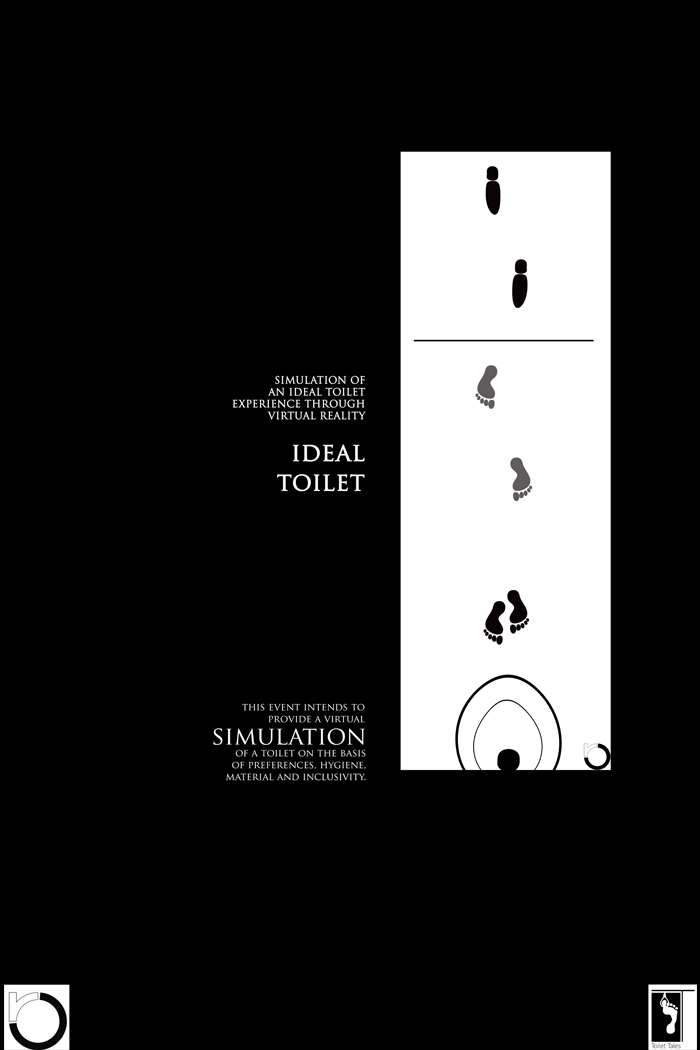 SIMULATION OF
AN IDEAL TOILET
EXPERIENCE THROUGH
VIRTUAL REALITY
IDEAL
TOILET
THIS EVENT INTENDS TO
PROVIDE A VIRTUAL
SIMULATION
OF A TOILET ON THE BASIS
OF PREFERENCES, HYGIENE,
MATERIAL AND INCLUSIVITY.
Toilet Tales